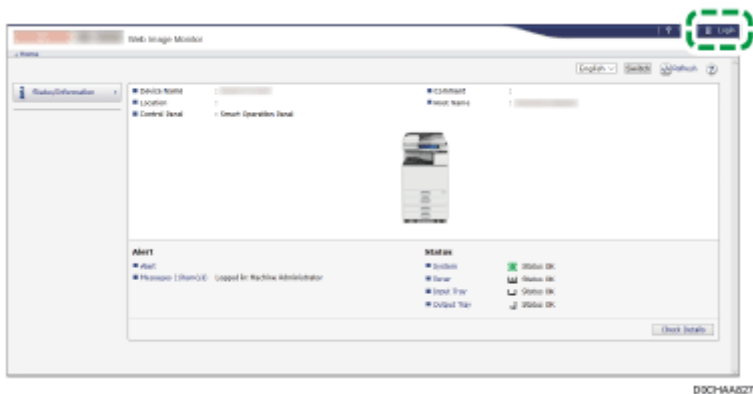 Web Image Monitor
Login
Home
English Switch Refresh
Status/Information
Device Name :
Location :
Control Panel : Smart Operation Panel
Comment :
Host Name :
Alert
Alert
Messages (1item(s)) Logged in: Machine Administrator
Status
System Status OK
Toner Status OK
Input Tray Status OK
Output Tray Status OK
Check Details